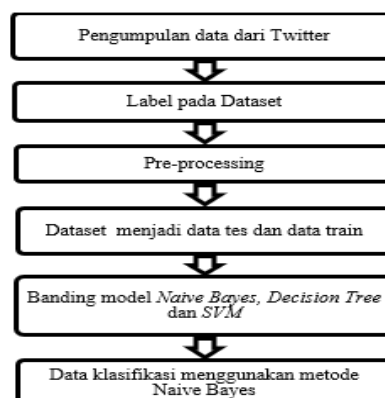 Pengumpulan data dari Twitter
Label pada Dataset
Pre-processing
Dataset menjadi data tes dan data train
Banding model Naive Bayes, Decision Tree
dan SVM
Data klasifikasi menggunakan metode
Naive Bayes